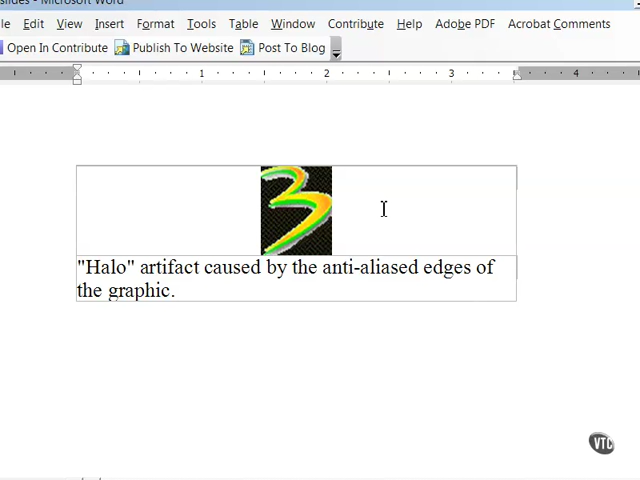 slides - Microsoft Word
le Edit View Insert Format Tools Table Window Contribute Help Adobe PDF Acrobat Comments
Open In Contribute Publish To Website Post To Blog
1 2 3 4
3
"Halo" artifact caused by the anti-aliased edges of
the graphic.
VTC